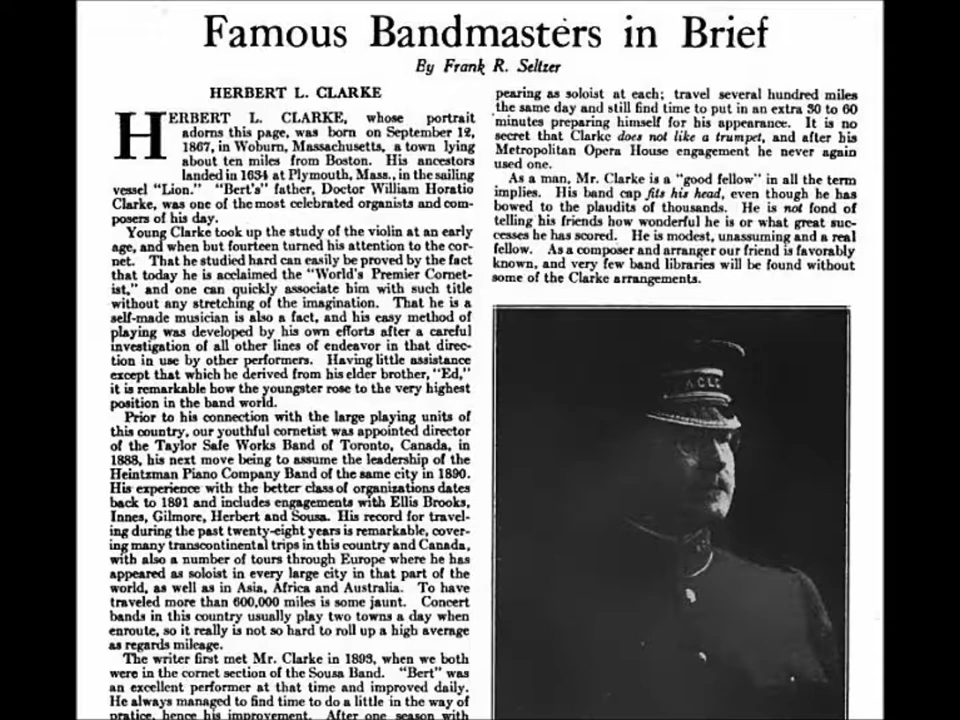 Famous Bandmasters in Brief
By Frank R. Seltzer
HERBERT L. CLARKE
HERBERT L. CLARKE, whose portrait
adorns this page, was born on September 12,
1867, in Woburn, Massachusetts, a town lying
about ten miles from Boston. His ancestors
landed in 1634 at Plymouth, Mass., in the sailing
vessel "Lion." "Bert's" father, Doctor William Horatio
Clarke, was one of the most celebrated organists and com-
posers of his day.
Young Clarke took up the study of the violin at an early
age, and when but fourteen turned his attention to the cor-
net. That he studied hard can easily be proved by the fact
that today he is acclaimed the "World's Premier Cornet-
ist," and one can quickly associate him with such title
without any stretching of the imagination. That he is a
self-made musician is also a fact, and his easy method of
playing was developed by his own efforts after a careful
investigation of all other lines of endeavor in that direc-
tion in use by other performers. Having little assistance
except that which he derived from his elder brother, "Ed,"
it is remarkable how the youngster rose to the very highest
position in the band world.
Prior to his connection with the large playing units of
this country, our youthful cornetist was appointed director
of the Taylor Safe Works Band of Toronto, Canada, in
1888, his next move being to assume the leadership of the
Heintzman Piano Company Band of the same city in 1890.
His experience with the better class of organizations dates
back to 1891 and includes engagements with Ellis Brooks,
Innes, Gilmore, Herbert and Sousa. His record for travel-
ing during the past twenty-eight years is remarkable, cover-
ing many transcontinental trips in this country and Canada,
with also a number of tours through Europe where he has
appeared as soloist in every large city in that part of the
world, as well as in Asia, Africa and Australia. To have
traveled more than 600,000 miles is some jaunt. Concert
bands in this country usually play two towns a day when
enroute, so it really is not so hard to roll up a high average
as regards mileage.
The writer first met Mr. Clarke in 1893, when we both
were in the cornet section of the Sousa Band. "Bert" was
an excellent performer at that time and improved daily.
He always managed to find time to do a little in the way of
pratice, hence his improvement. After one season with
pearing as soloist at each; travel several hundred miles
the same day and still find time to put in an extra 30 to 60
minutes preparing himself for his appearance. It is no
secret that Clarke does not like a trumpet, and after his
Metropolitan Opera House engagement he never again
used one.
As a man, Mr. Clarke is a "good fellow" in all the term
implies. His band cap fits his head, even though he has
bowed to the plaudits of thousands. He is not fond of
telling his friends how wonderful he is or what great suc-
cesses he has scored. He is modest, unassuming and a real
fellow. As a composer and arranger our friend is favorably
known, and very few band libraries will be found without
some of the Clarke arrangements.